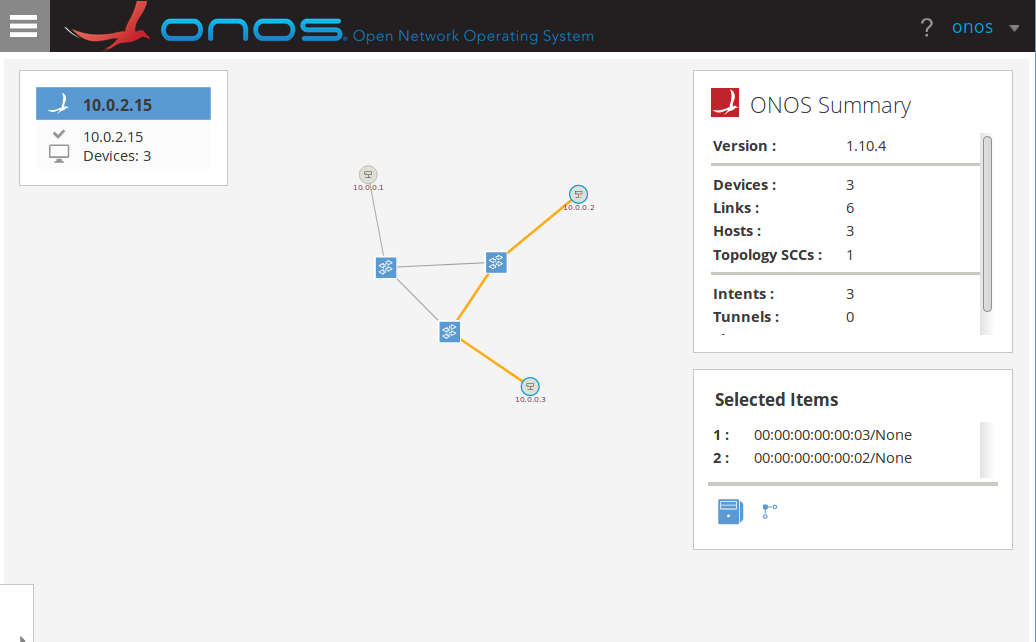 onos. Open Network Operating System
? onos
10.0.2.15
10.0.2.15
Devices: 3
10.0.0.1
10.0.0.2
10.0.0.3
ONOS Summary
Version : 1.10.4
Devices : 3
Links : 6
Hosts : 3
Topology SCCs : 1
Intents : 3
Tunnels : 0
Selected Items
1 : 00:00:00:00:00:03/None
2 : 00:00:00:00:00:02/None